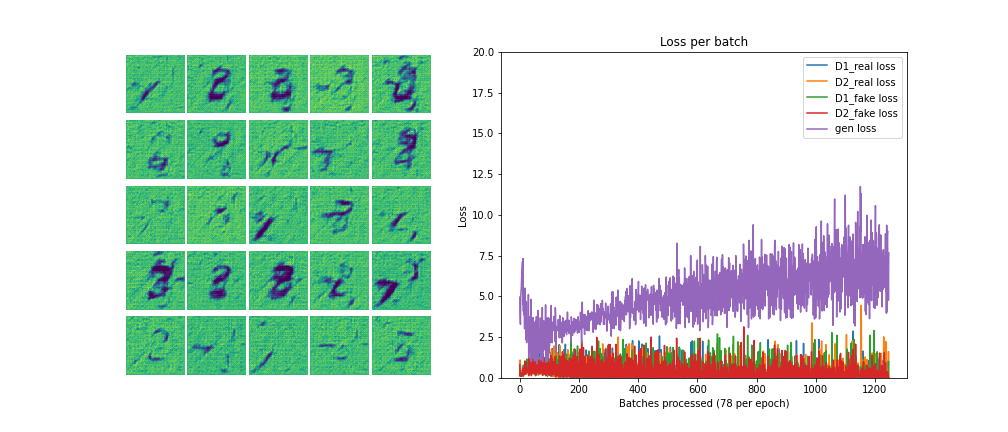 Loss per batch
20.0
17.5
15.0
12.5
10.0
7.5
5.0
2.5
0.0
Loss
D1_real loss
D2_real loss
D1_fake loss
D2_fake loss
gen loss
0 200 400 600 800 1000 1200
Batches processed (78 per epoch)